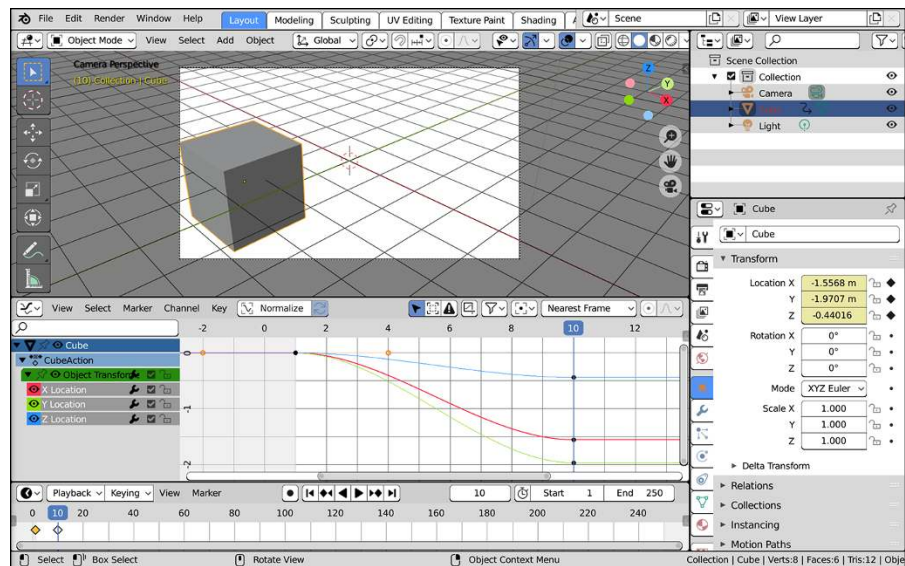 File Edit Render Window Help Layout Modeling Sculpting UV Editing Texture Paint Shading Scene View Layer
Object Mode View Select Add Object Global
Camera Perspective
(10) Collection | Cube
Z
Y
X
Scene Collection
Collection
Camera
Light
Cube
Cube
Transform
Location X -1.5568 m
Y -1.9707 m
Z -0.44016
Rotation X 0°
Y 0°
Z 0°
Mode XYZ Euler
Scale X 1.000
Y 1.000
Z 1.000
Delta Transform
Relations
Collections
Instancing
Motion Paths
View Select Marker Channel Key Normalize Nearest Frame
-2 0 2 4 6 8 10 12
Cube
CubeAction
Object Transforms
X Location
Y Location
Z Location
0
-1
-2
Playback Keying View Marker 10 Start 1 End 250
0 10 20 40 60 80 100 120 140 160 180 200 220 240
Select Box Select Rotate View Object Context Menu Collection | Cube | Verts:8 | Faces:6 | Tris:12 | Obje